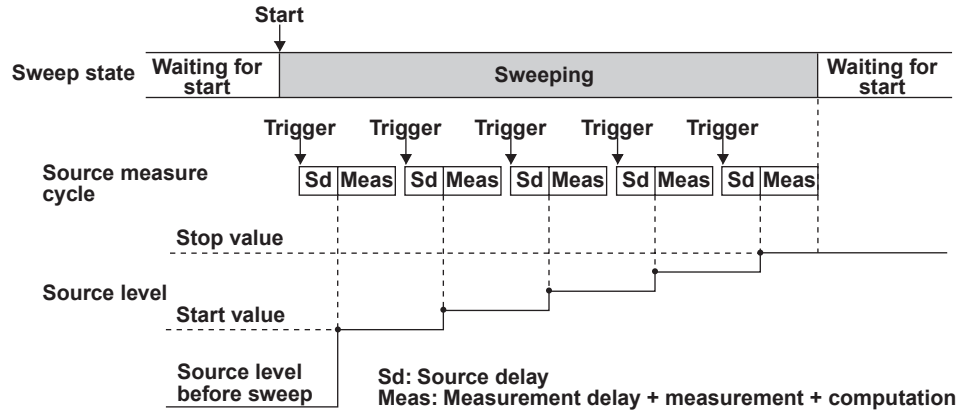 Start
Sweep state
Waiting for
start
Sweeping
Waiting for
start
Trigger Trigger Trigger Trigger Trigger
Source measure
cycle
Sd Meas Sd Meas Sd Meas Sd Meas Sd Meas
Stop value
Source level
Start value
Source level
before sweep
Sd: Source delay
Meas: Measurement delay + measurement + computation